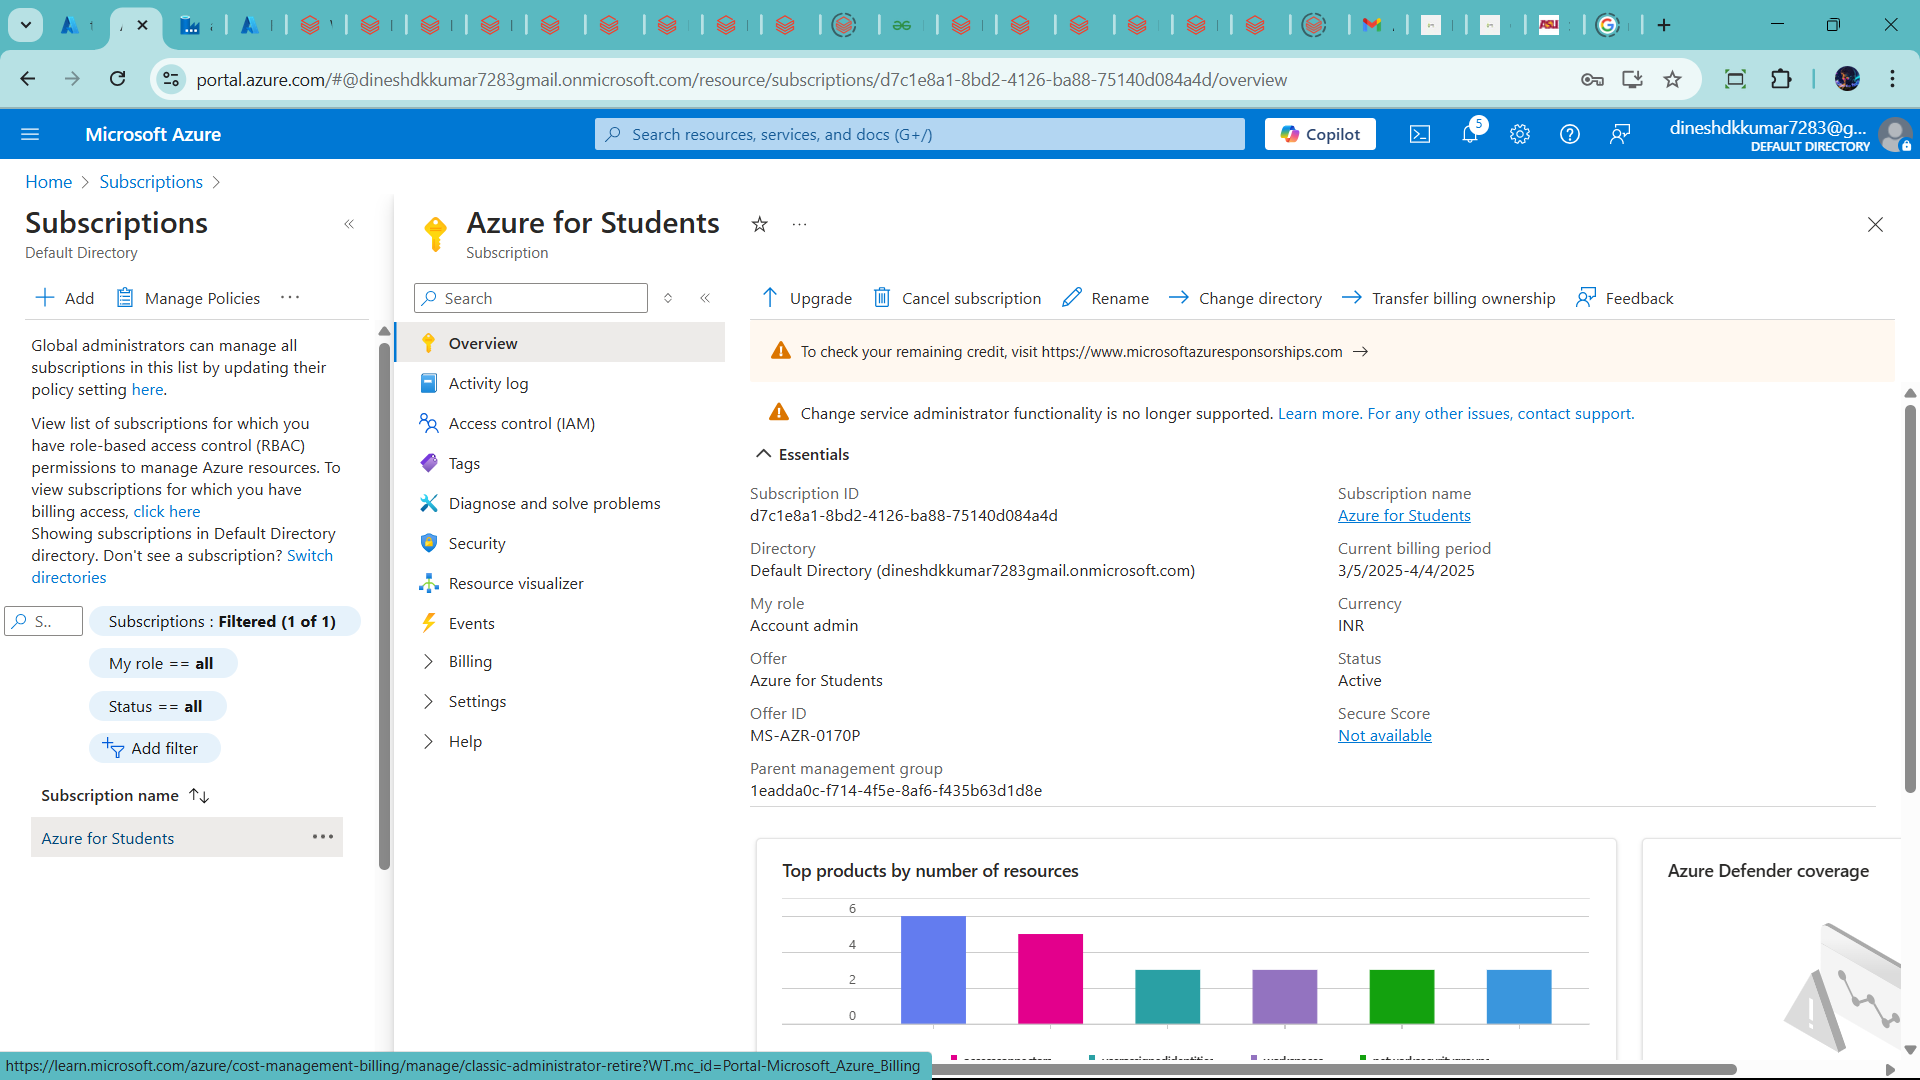 portal.azure.com/#@dineshdkkumar7283gmail.onmicrosoft.com/resource/subscriptions/d7c1e8a1-8bd2-4126-ba88-75140d084a4d/overview
Microsoft Azure
Search resources, services, and docs (G+/)
Copilot
5
dineshdkkumar7283@g...
DEFAULT DIRECTORY
Home
Subscriptions
Subscriptions
Default Directory
Azure for Students
Subscription
Add
Manage Policies
Search
Upgrade
Cancel subscription
Rename
Change directory
Transfer billing ownership
Feedback
Global administrators can manage all
subscriptions in this list by updating their
policy setting here.
View list of subscriptions for which you
have role-based access control (RBAC)
permissions to manage Azure resources. To
view subscriptions for which you have
billing access, click here
Showing subscriptions in Default Directory
directory. Don't see a subscription? Switch
directories
S..
Subscriptions : Filtered (1 of 1)
My role == all
Status == all
Add filter
Subscription name
Azure for Students
Overview
Activity log
Access control (IAM)
Tags
Diagnose and solve problems
Security
Resource visualizer
Events
Billing
Settings
Help
To check your remaining credit, visit https://www.microsoftazuresponsorships.com
Change service administrator functionality is no longer supported. Learn more. For any other issues, contact support.
Essentials
Subscription ID
d7c1e8a1-8bd2-4126-ba88-75140d084a4d
Directory
Default Directory (dineshdkkumar7283gmail.onmicrosoft.com)
My role
Account admin
Offer
Azure for Students
Offer ID
MS-AZR-0170P
Parent management group
1eadda0c-f714-4f5e-8af6-f435b63d1d8e
Subscription name
Azure for Students
Current billing period
3/5/2025-4/4/2025
Currency
INR
Status
Active
Secure Score
Not available
Top products by number of resources
6
4
2
0
Azure Defender coverage
https://learn.microsoft.com/azure/cost-management-billing/manage/classic-administrator-retire?WT.mc_id=Portal-Microsoft_Azure_Billing